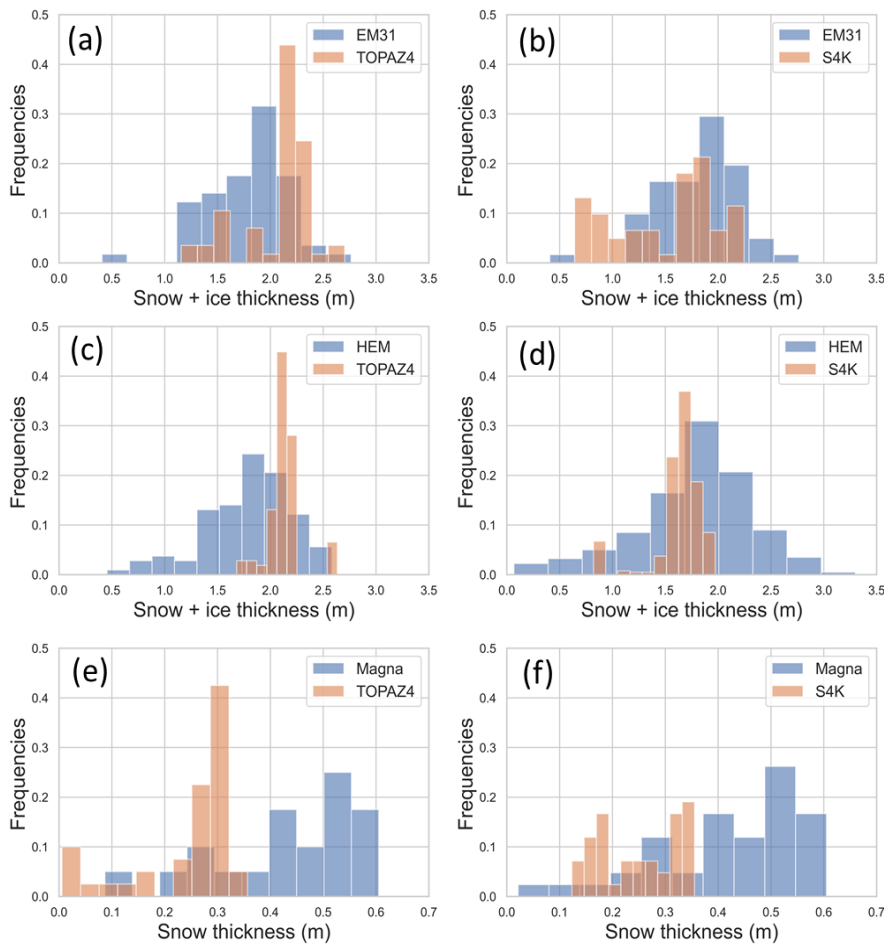 (a)
EM31
TOPAZ4
Frequencies
0.5
0.4
0.3
0.2
0.1
0.0
0.0 0.5 1.0 1.5 2.0 2.5 3.0 3.5
Snow + ice thickness (m)
(b)
EM31
S4K
Frequencies
0.5
0.4
0.3
0.2
0.1
0.0
0.0 0.5 1.0 1.5 2.0 2.5 3.0 3.5
Snow + ice thickness (m)
(c)
HEM
TOPAZ4
Frequencies
0.5
0.4
0.3
0.2
0.1
0.0
0.0 0.5 1.0 1.5 2.0 2.5 3.0 3.5
Snow + ice thickness (m)
(d)
HEM
S4K
Frequencies
0.5
0.4
0.3
0.2
0.1
0.0
0.0 0.5 1.0 1.5 2.0 2.5 3.0 3.5
Snow + ice thickness (m)
(e)
Magna
TOPAZ4
Frequencies
0.5
0.4
0.3
0.2
0.1
0.0
0.0 0.1 0.2 0.3 0.4 0.5 0.6 0.7
Snow thickness (m)
(f)
Magna
S4K
Frequencies
0.5
0.4
0.3
0.2
0.1
0.0
0.0 0.1 0.2 0.3 0.4 0.5 0.6 0.7
Snow thickness (m)